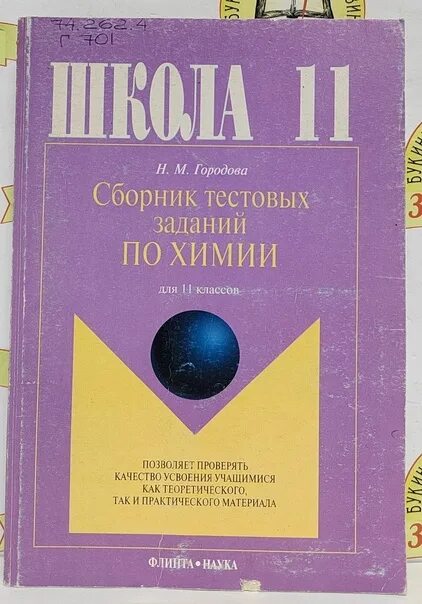 74.262.4
Г 701
ШКОЛА 11
Н. М. Городова
Сборник тестовых
заданий
ПО ХИМИИ
для 11 классов
ПОЗВОЛЯЕТ ПРОВЕРЯТЬ
КАЧЕСТВО УСВОЕНИЯ УЧАЩИМИСЯ
КАК ТЕОРЕТИЧЕСКОГО,
ТАК И ПРАКТИЧЕСКОГО МАТЕРИАЛА
ФЛИНТА • НАУКА